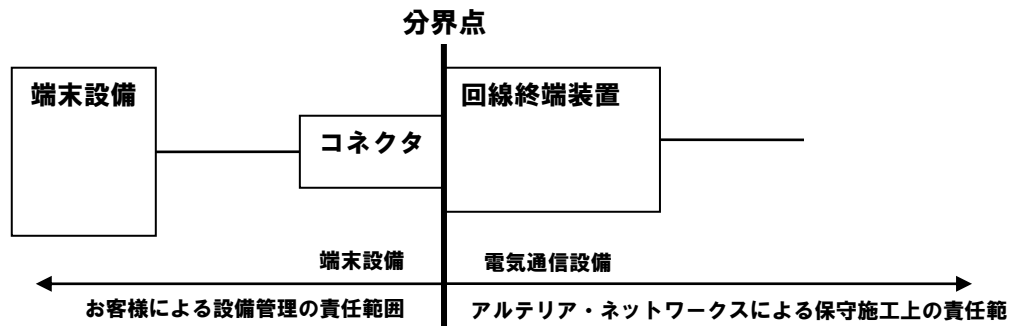 分界点
端末設備
回線終端装置
コネクタ
端末設備
電気通信設備
お客様による設備管理の責任範囲
アルテリア・ネットワークスによる保守施工上の責任範